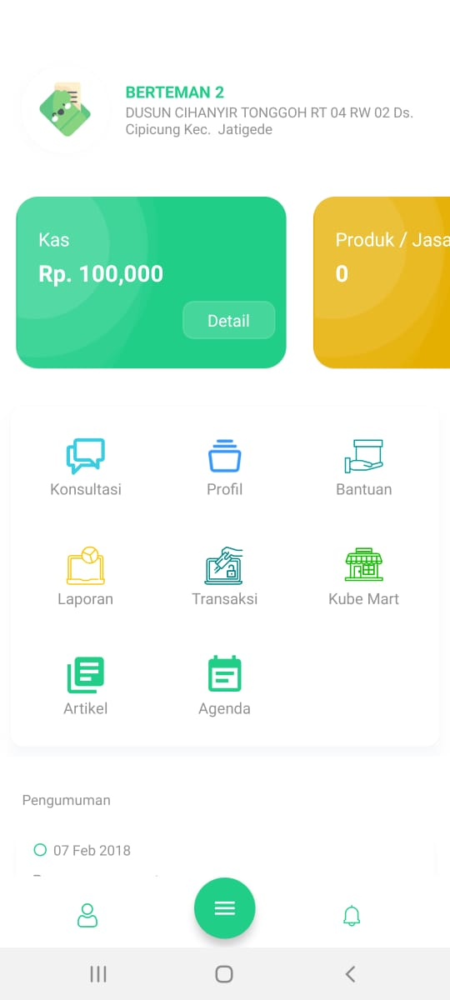 BERTEMAN 2
DUSUN CIHANYIR TONGGOH RT 04 RW 02 Ds.
Cipicung Kec.  Jatigede
Kas
Rp. 100,000
Detail
Produk / Jasa
0
Konsultasi
Profil
Bantuan
Laporan
Transaksi
Kube Mart
Artikel
Agenda
Pengumuman
07 Feb 2018